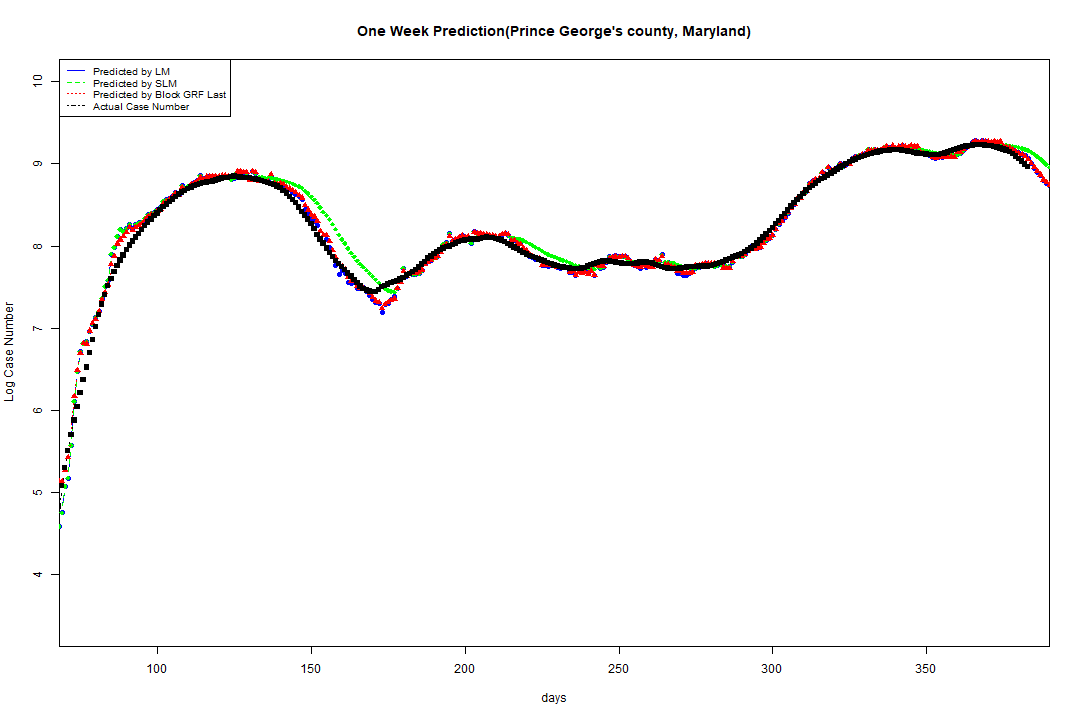 One Week Prediction(Prince George's county, Maryland)
Predicted by LM
Predicted by SLM
Predicted by Block GRF Last
Actual Case Number
10
9
8
7
6
5
4
Log Case Number
100 150 200 250 300 350
days